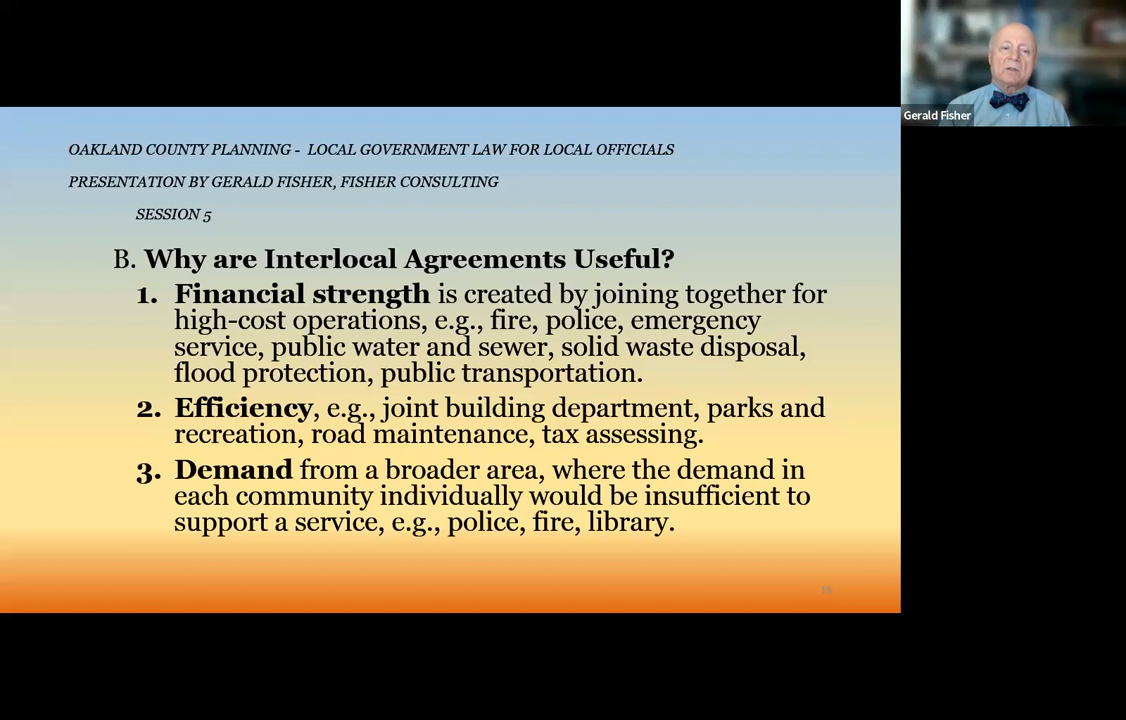 OAKLAND COUNTY PLANNING - LOCAL GOVERNMENT LAW FOR LOCAL OFFICIALS
PRESENTATION BY GERALD FISHER, FISHER CONSULTING
SESSION 5
B. Why are Interlocal Agreements Useful?
1. Financial strength is created by joining together for
high-cost operations, e.g., fire, police, emergency
service, public water and sewer, solid waste disposal,
flood protection, public transportation.
2. Efficiency, e.g., joint building department, parks and
recreation, road maintenance, tax assessing.
3. Demand from a broader area, where the demand in
each community individually would be insufficient to
support a service, e.g., police, fire, library.
Gerald Fisher